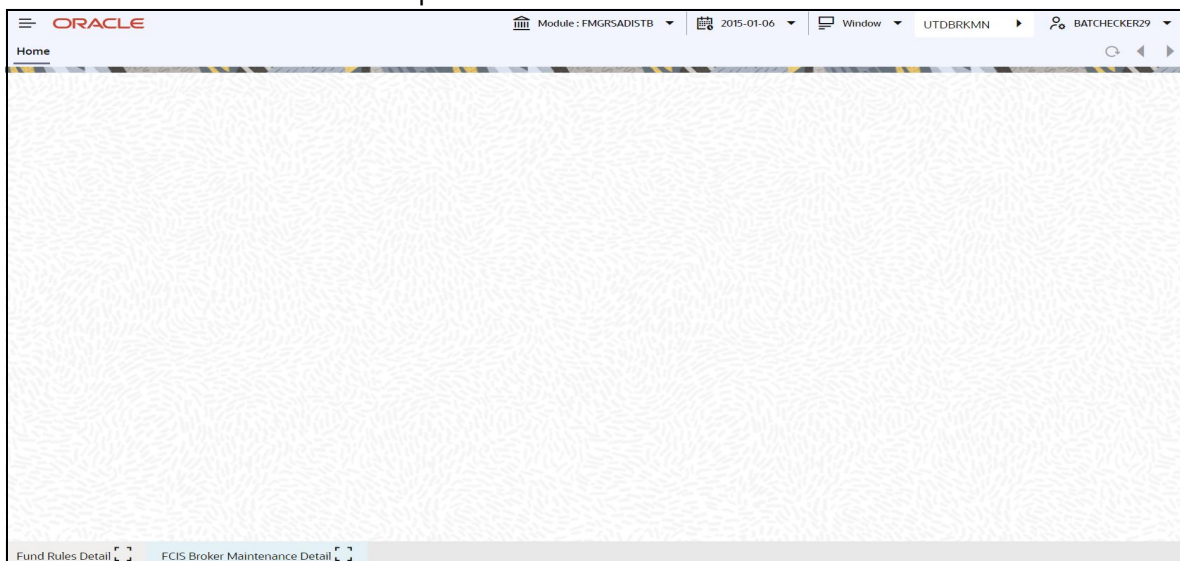 ORACLE Module : FMGRSADISTB 2015-01-06 Window UTDBRKMN BATCHECKER29
Home
Fund Rules Detail FCIS Broker Maintenance Detail